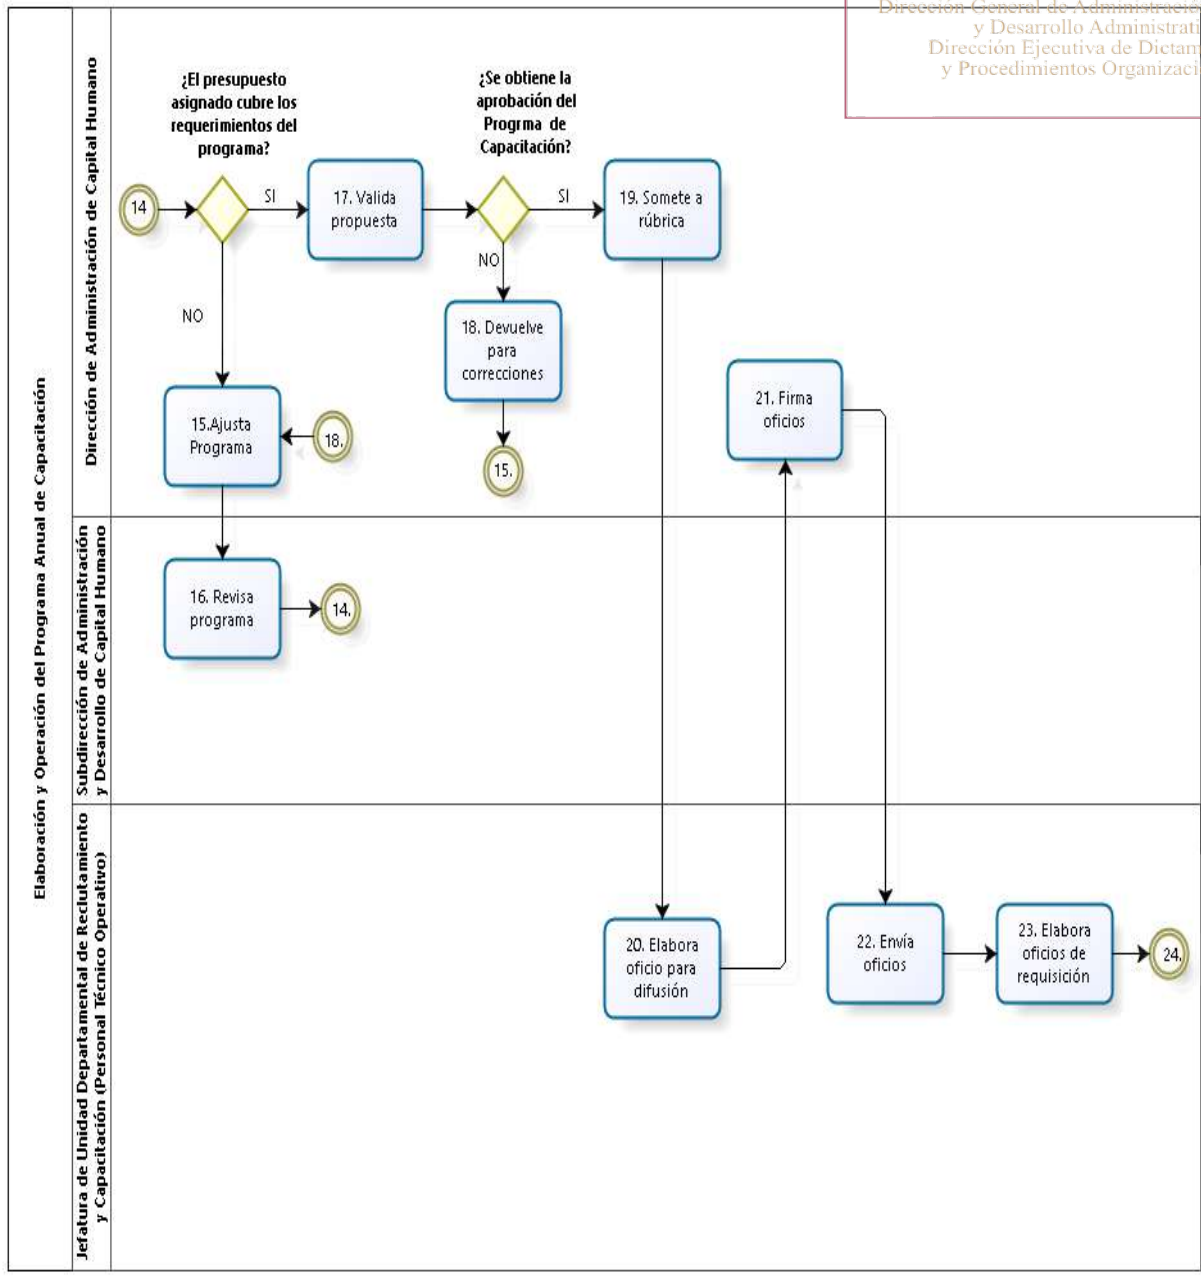 Dirección General de Administració
y Desarrollo Administrati
Dirección Ejecutiva de Dictam
y Procedimientos Organizaci
Elaboración y Operación del Programa Anual de Capacitación
Dirección de Administración de Capital Humano
¿El presupuesto
asignado cubre los
requerimientos del
programa?
¿Se obtiene la
aprobación del
Progrma de
Capacitación?
14
SI
17. Valida
propuesta
SI
19. Somete a
rúbrica
NO
NO
18. Devuelve
para
correcciones
15.Ajusta
Programa
18.
15.
21. Firma
oficios
Subdirección de Administración
y Desarrollo de Capital Humano
16. Revisa
programa
14.
Jefatura de Unidad Departamental de Reclutamiento
y Capacitación (Personal Técnico Operativo)
20. Elabora
oficio para
difusión
22. Envía
oficios
23. Elabora
oficios de
requisición
24.